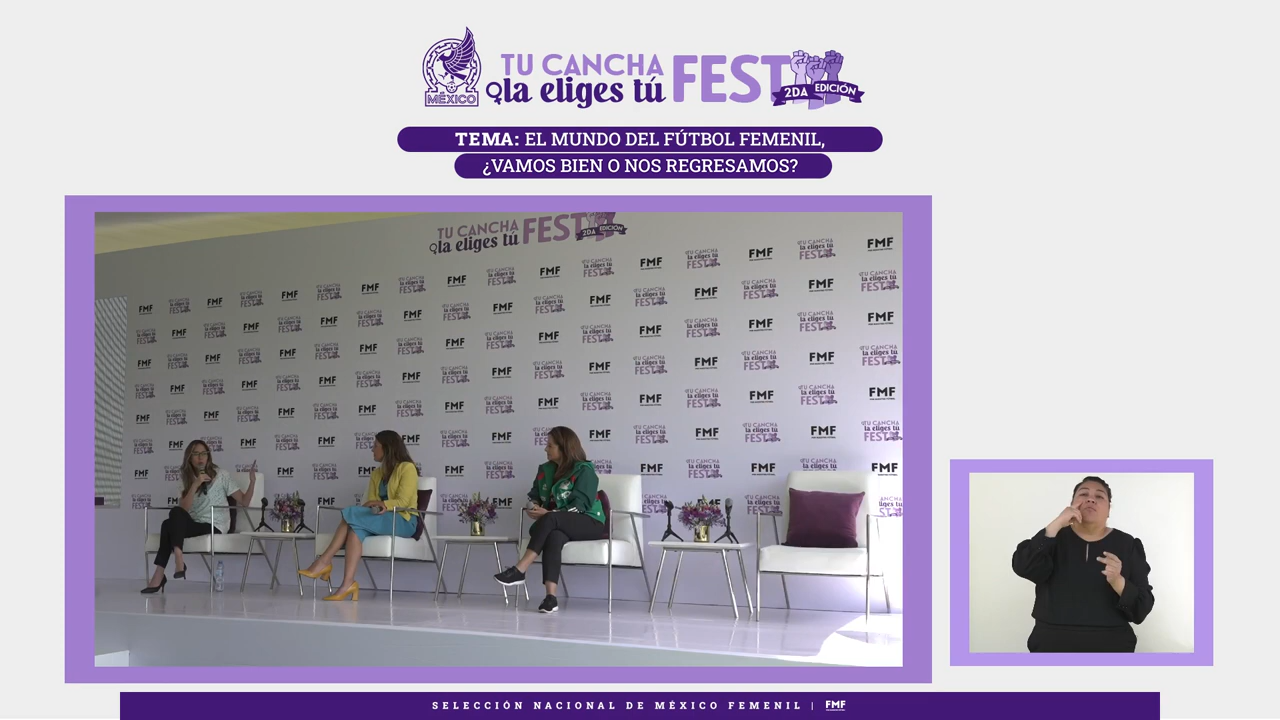 MÉXICO
TU CANCHA
la eliges tú
FEST
2DA EDICIÓN
TEMA: EL MUNDO DEL FÚTBOL FEMENIL,
¿VAMOS BIEN O NOS REGRESAMOS?
TU CANCHA
la eliges tú
FEST
2DA EDICIÓN
FMF
SELECCIÓN NACIONAL DE MÉXICO FEMENIL | FMF